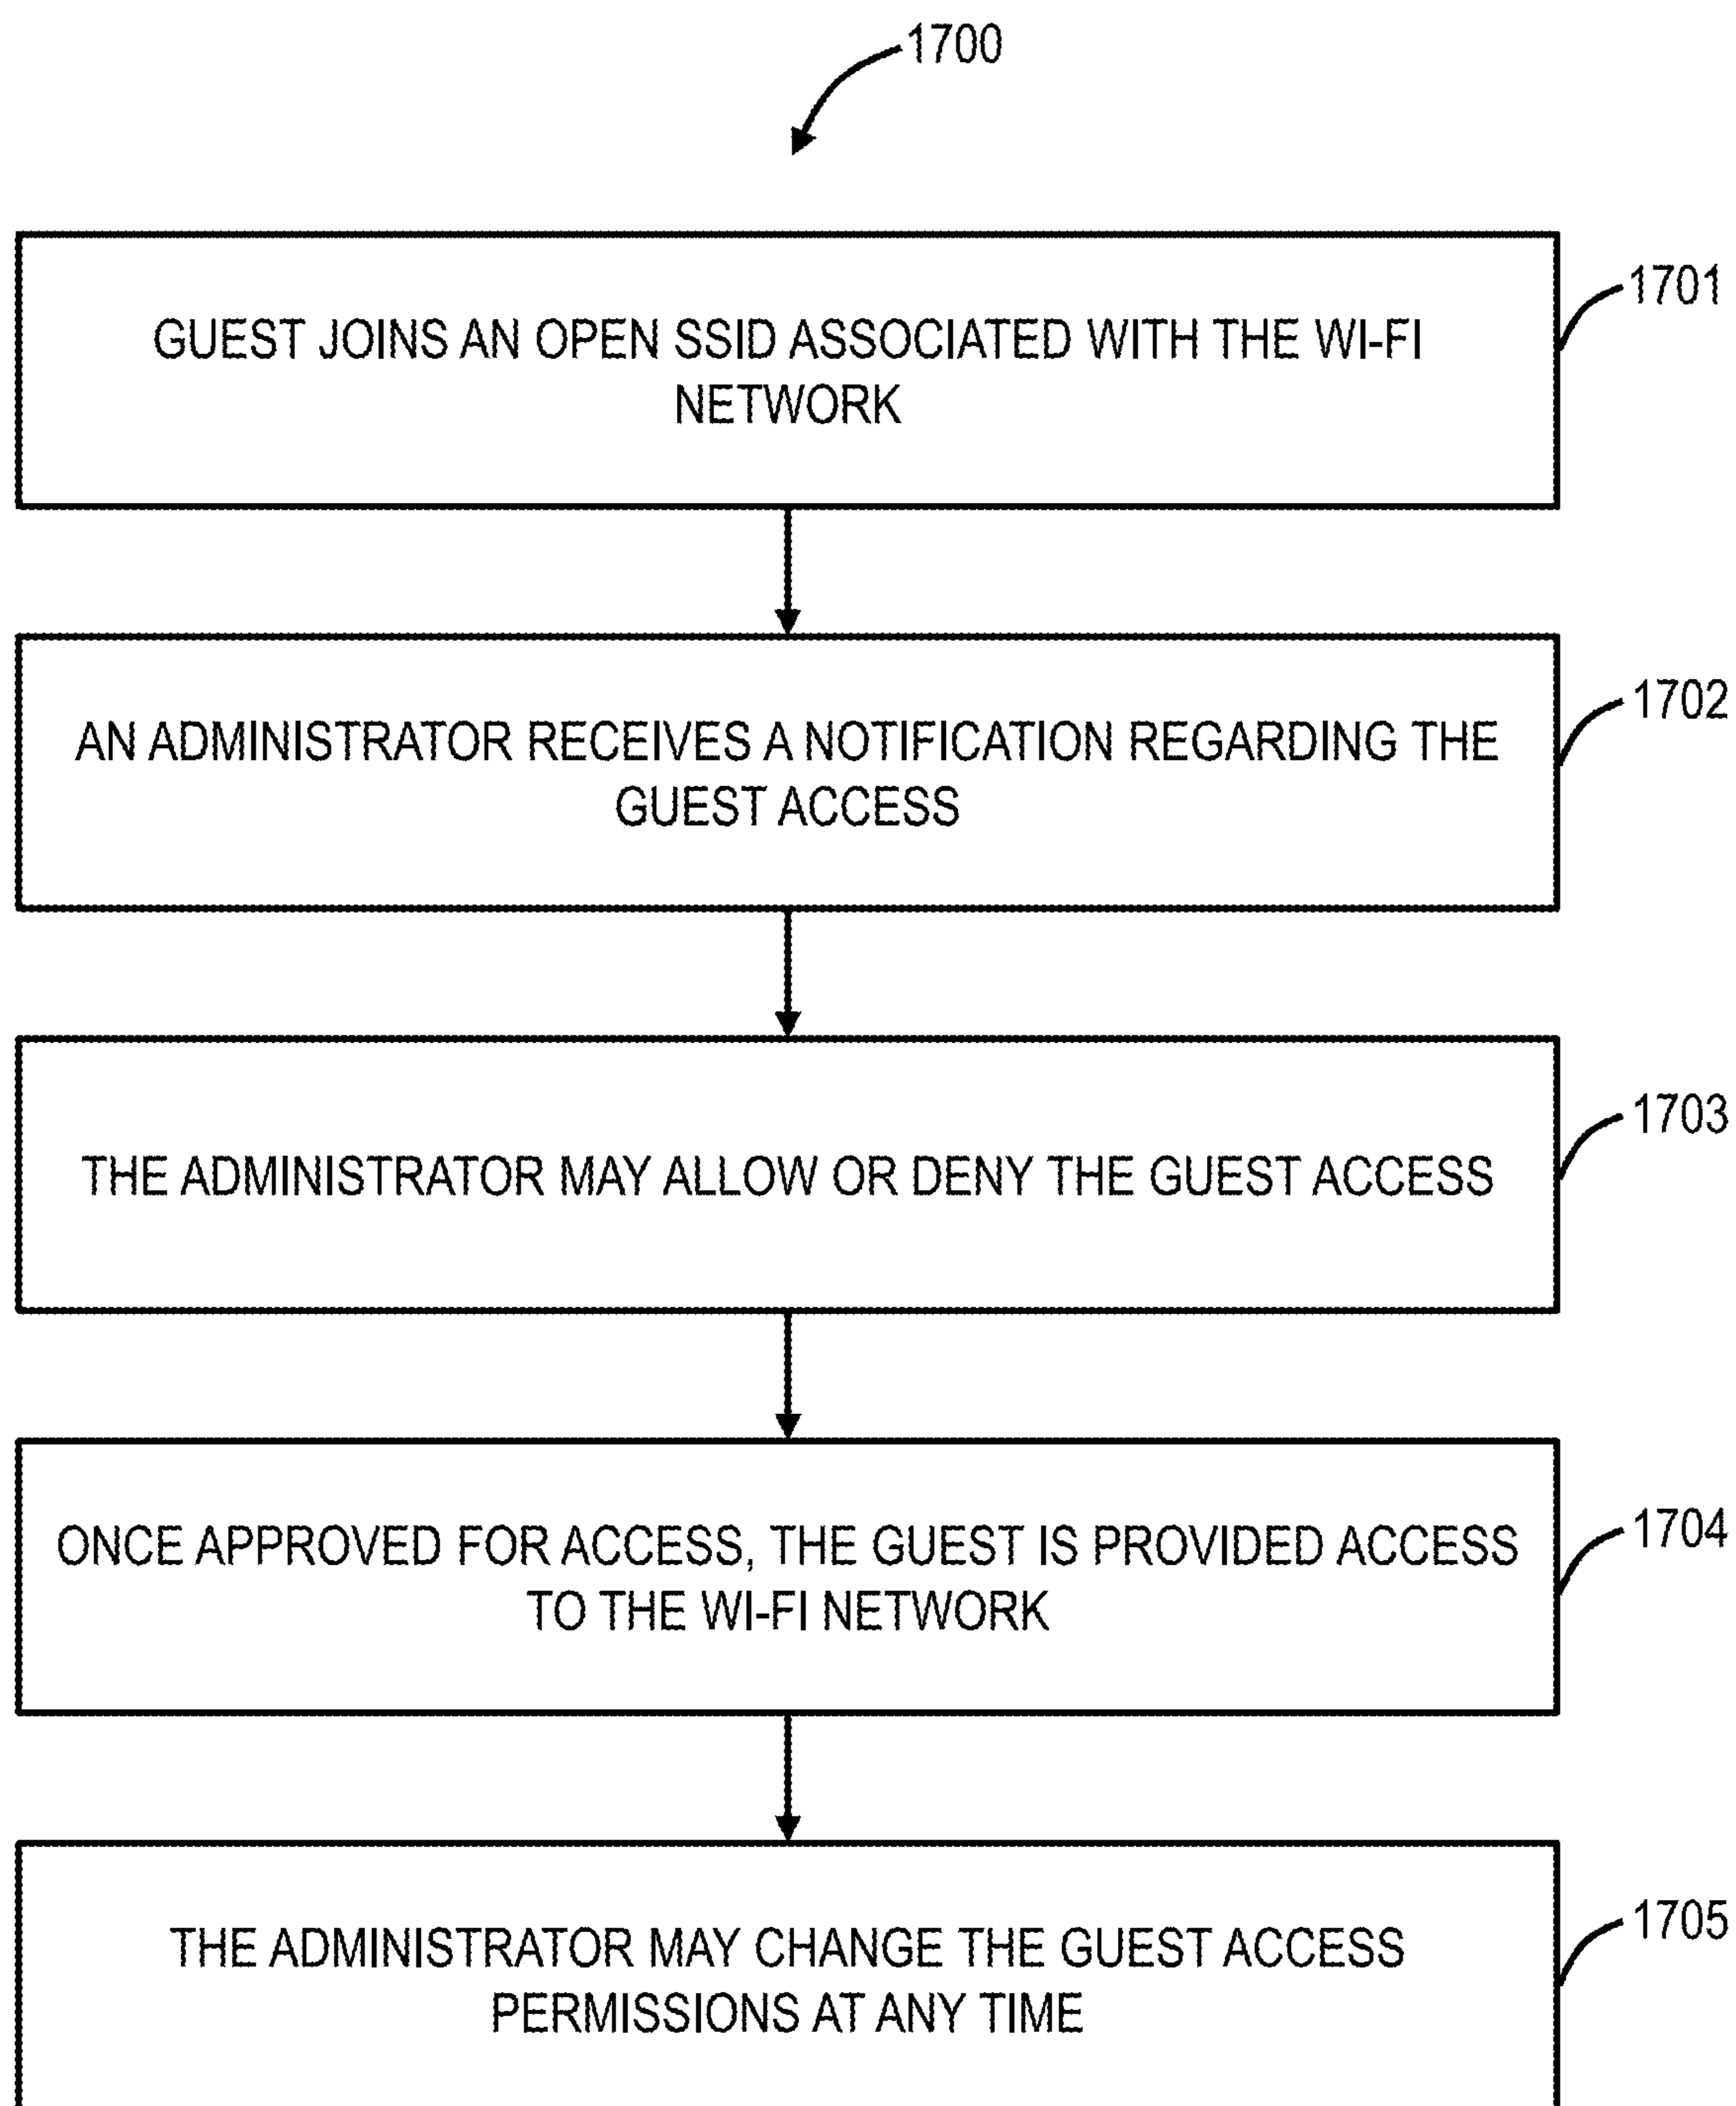 1700
GUEST JOINS AN OPEN SSID ASSOCIATED WITH THE WI-FI
NETWORK
1701
AN ADMINISTRATOR RECEIVES A NOTIFICATION REGARDING THE
GUEST ACCESS
1702
THE ADMINISTRATOR MAY ALLOW OR DENY THE GUEST ACCESS
1703
ONCE APPROVED FOR ACCESS, THE GUEST IS PROVIDED ACCESS
TO THE WI-FI NETWORK
1704
THE ADMINISTRATOR MAY CHANGE THE GUEST ACCESS
PERMISSIONS AT ANY TIME
1705